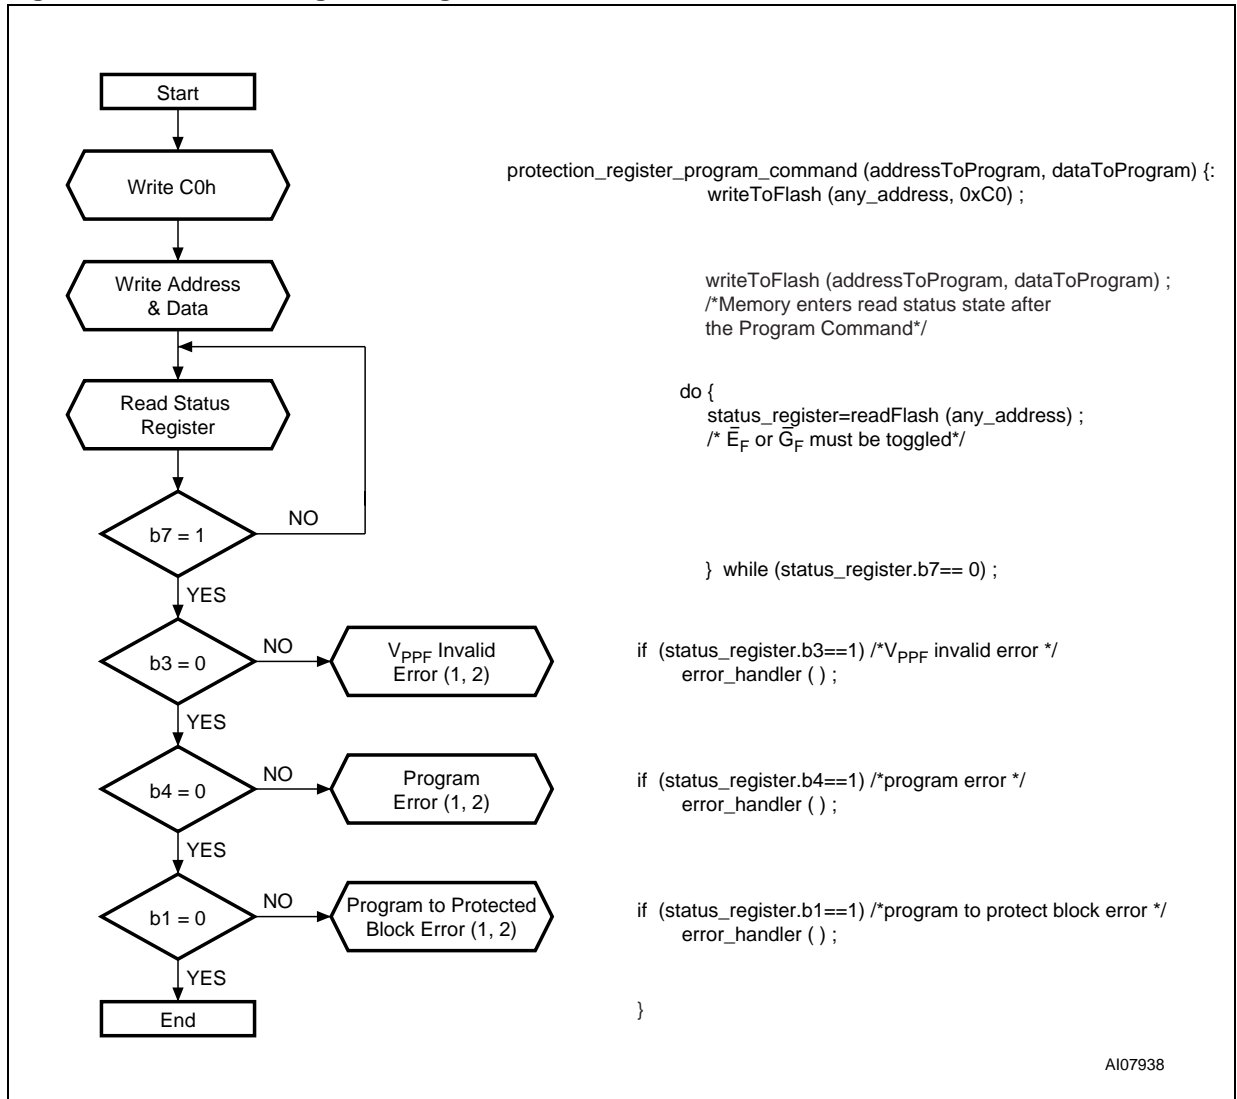 Start
Write C0h
protection_register_program_command (addressToProgram, dataToProgram) {:
writeToFlash (any_address, 0xC0) ;
Write Address
& Data
writeToFlash (addressToProgram, dataToProgram) ;
/*Memory enters read status state after
the Program Command*/
Read Status
Register
do {
status_register=readFlash (any_address) ;
/* E̅F or G̅F must be toggled*/
b7 = 1
NO
YES
} while (status_register.b7== 0) ;
b3 = 0
NO
YES
VPPF Invalid
Error (1, 2)
if (status_register.b3==1) /*VPPF invalid error */
error_handler ( ) ;
b4 = 0
NO
YES
Program
Error (1, 2)
if (status_register.b4==1) /*program error */
error_handler ( ) ;
b1 = 0
NO
YES
Program to Protected
Block Error (1, 2)
if (status_register.b1==1) /*program to protect block error */
error_handler ( ) ;
End
}
AI07938